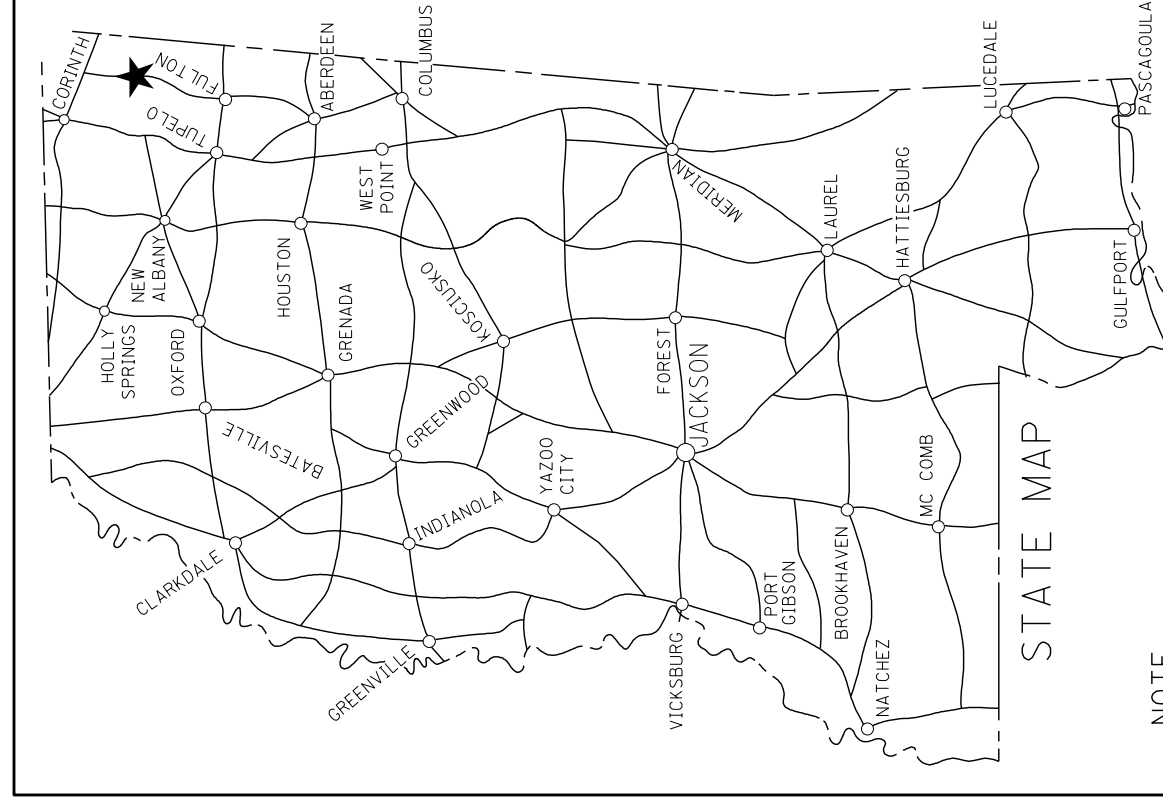 CORINTH
FULTON
TUPELO
ABERDEEN
COLUMBUS
WEST
POINT
NEW
ALBANY
HOLLY
SPRINGS
OXFORD
HOUSTON
GRENADA
KOSCIUSKO
BATESVILLE
GREENWOOD
CLARKDALE
INDIANOLA
GREENVILLE
YAZOO
CITY
MERIDIAN
FOREST
JACKSON
VICKSBURG
PORT
GIBSON
LAUREL
HATTIESBURG
LUCEDALE
PASCAGOULA
GULFPORT
BROOKHAVEN
MC COMB
NATCHEZ
STATE MAP
NOTE